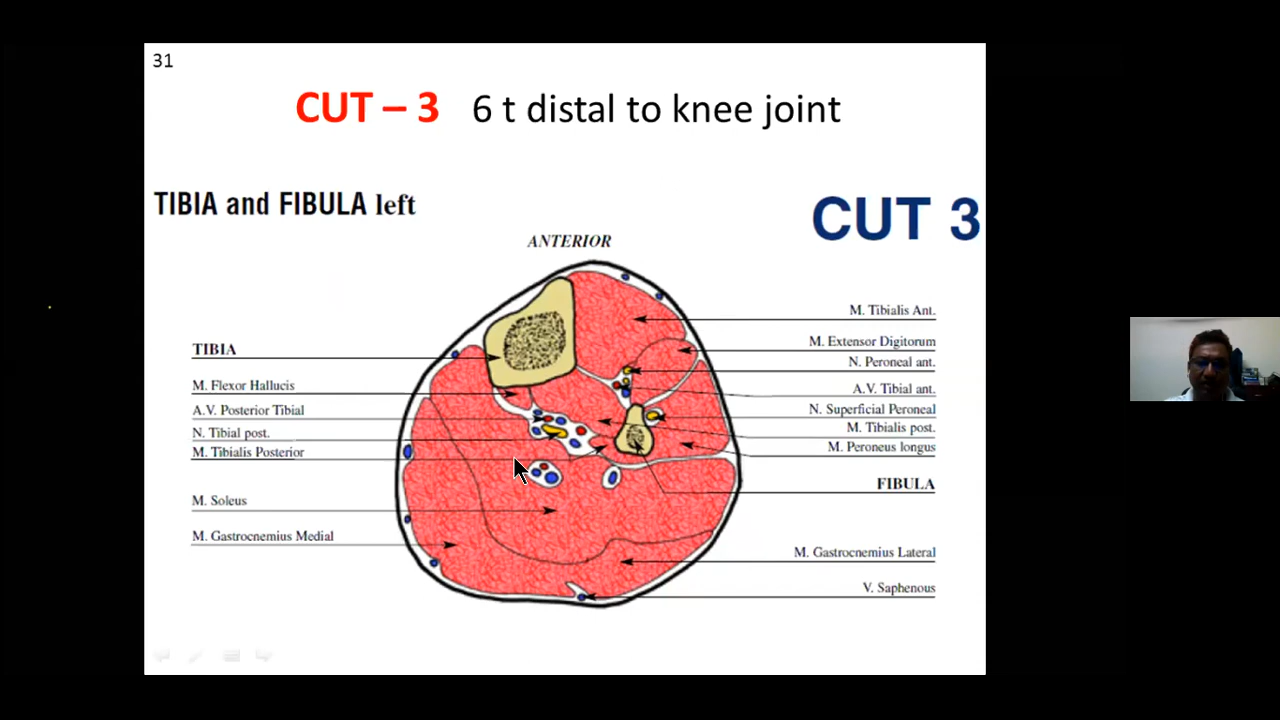 31
CUT – 3 6 t distal to knee joint
TIBIA and FIBULA left
CUT 3
ANTERIOR
TIBIA
M. Flexor Hallucis
A.V. Posterior Tibial
N. Tibial post.
M. Tibialis Posterior
M. Soleus
M. Gastrocnemius Medial
M. Tibialis Ant.
M. Extensor Digitorum
N. Peroneal ant.
A.V. Tibial ant.
N. Superficial Peroneal
M. Tibialis post.
M. Peroneus longus
FIBULA
M. Gastrocnemius Lateral
V. Saphenous